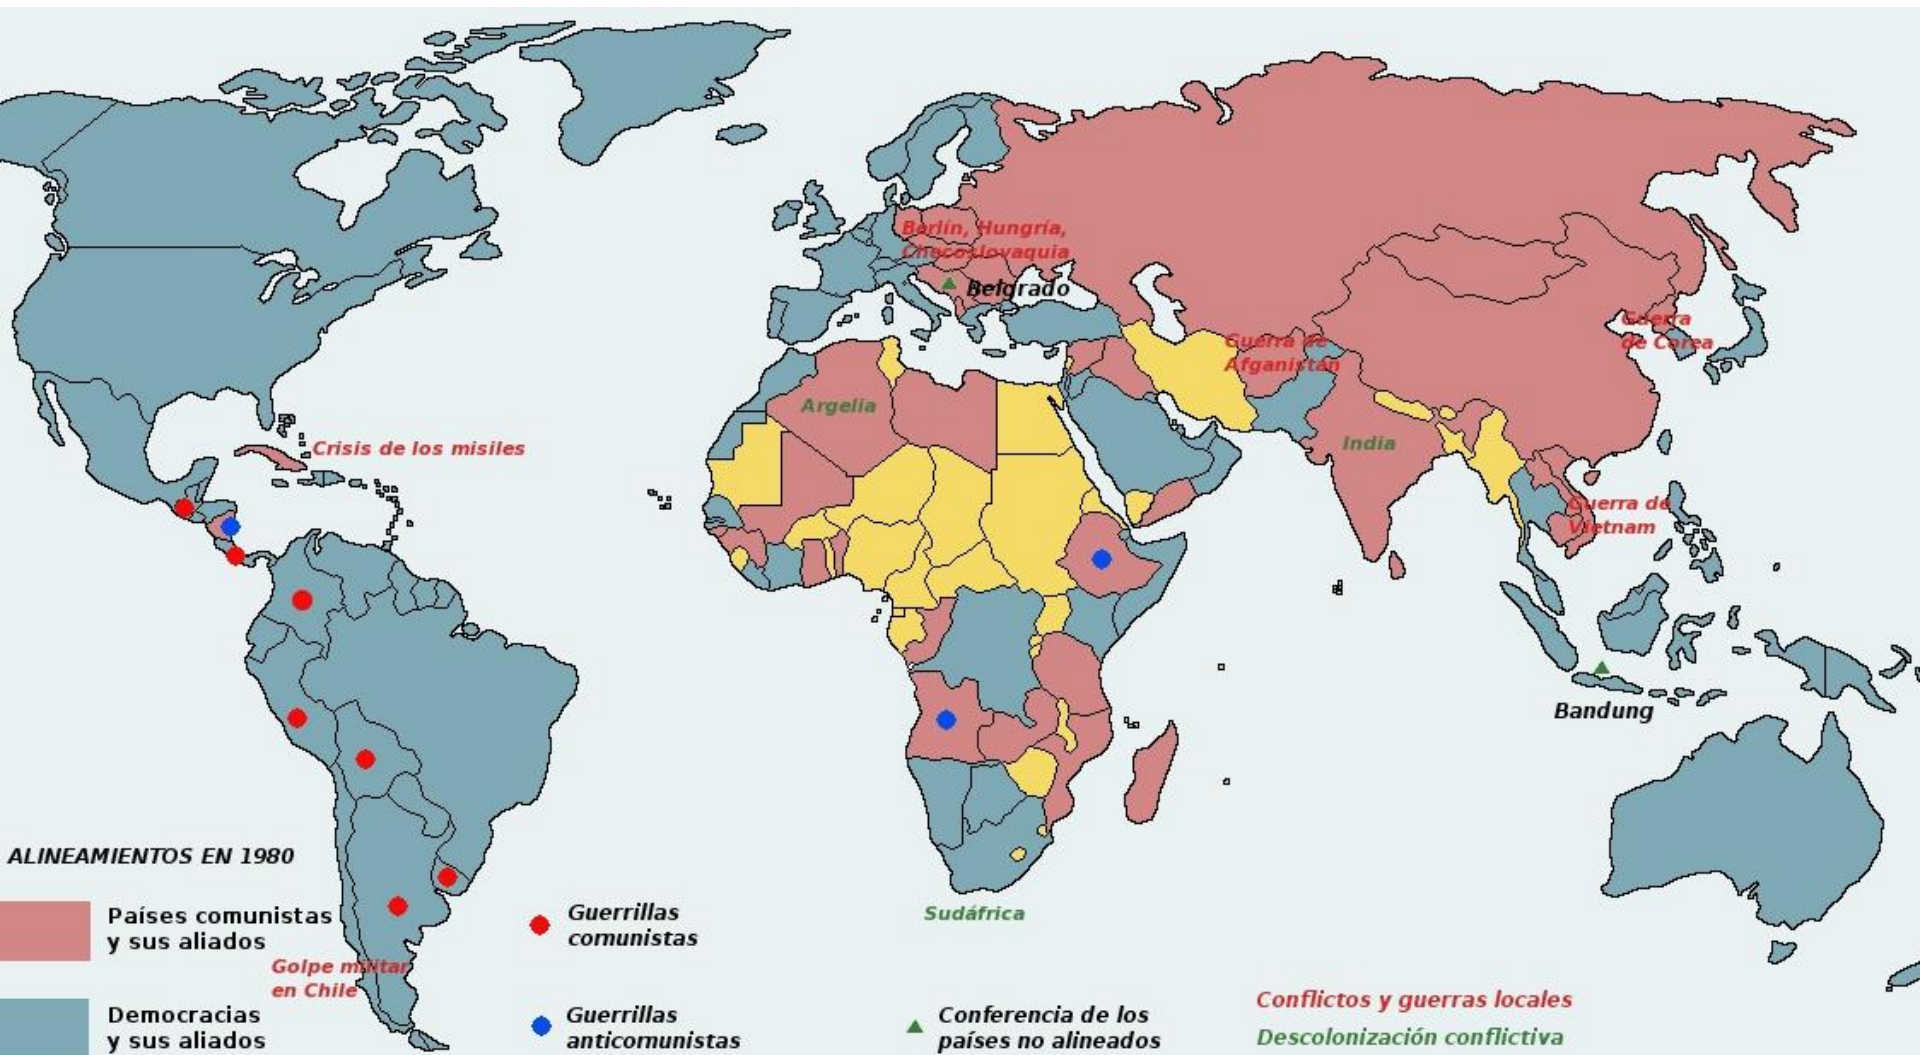 Berlín, Hungría,
Checoslovaquia
Belgrado
Guerra de
Afganistán
Guerra
de Corea
Argelia
India
Crisis de los misiles
Guerra de
Vietnam
Bandung
Sudáfrica
Golpe militar
en Chile
ALINEAMIENTOS EN 1980
Países comunistas
y sus aliados
Democracias
y sus aliados
Guerrillas
comunistas
Guerrillas
anticomunistas
Conferencia de los
países no alineados
Conflictos y guerras locales
Descolonización conflictiva